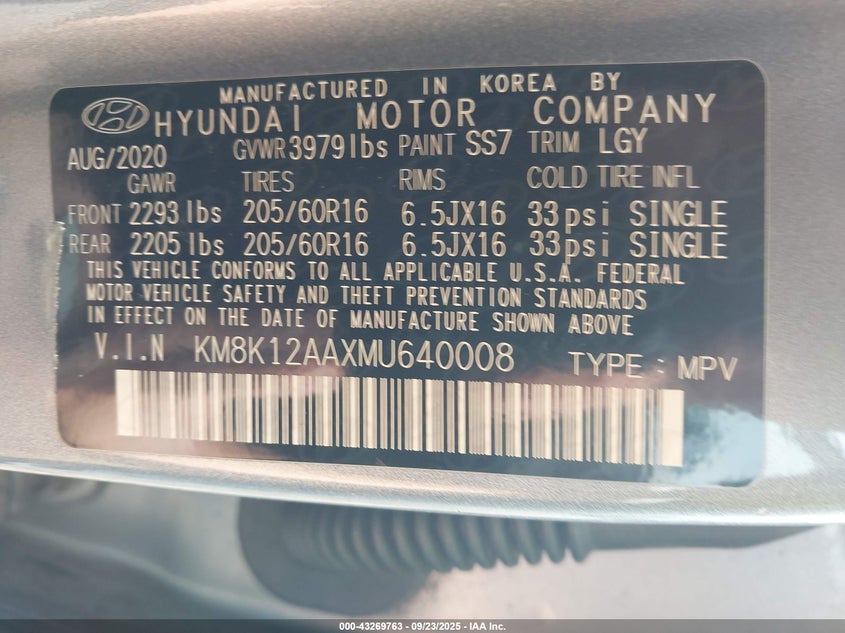 MANUFACTURED IN KOREA BY
HYUNDAI MOTOR COMPANY
AUG/2020 GVWR 3979lbs PAINT SS7 TRIM LGY
GAWR TIRES RIMS COLD TIRE INFL
FRONT 2293 lbs 205/60R16 6.5JX16 33psi SINGLE
REAR 2205 lbs 205/60R16 6.5JX16 33psi SINGLE
THIS VEHICLE CONFORMS TO ALL APPLICABLE U.S.A. FEDERAL
MOTOR VEHICLE SAFETY AND THEFT PREVENTION STANDARDS
IN EFFECT ON THE DATE OF MANUFACTURE SHOWN ABOVE
V.I.N KM8K12AAXMU640008 TYPE : MPV
000-43269763 - 09/23/2025 - IAA Inc.